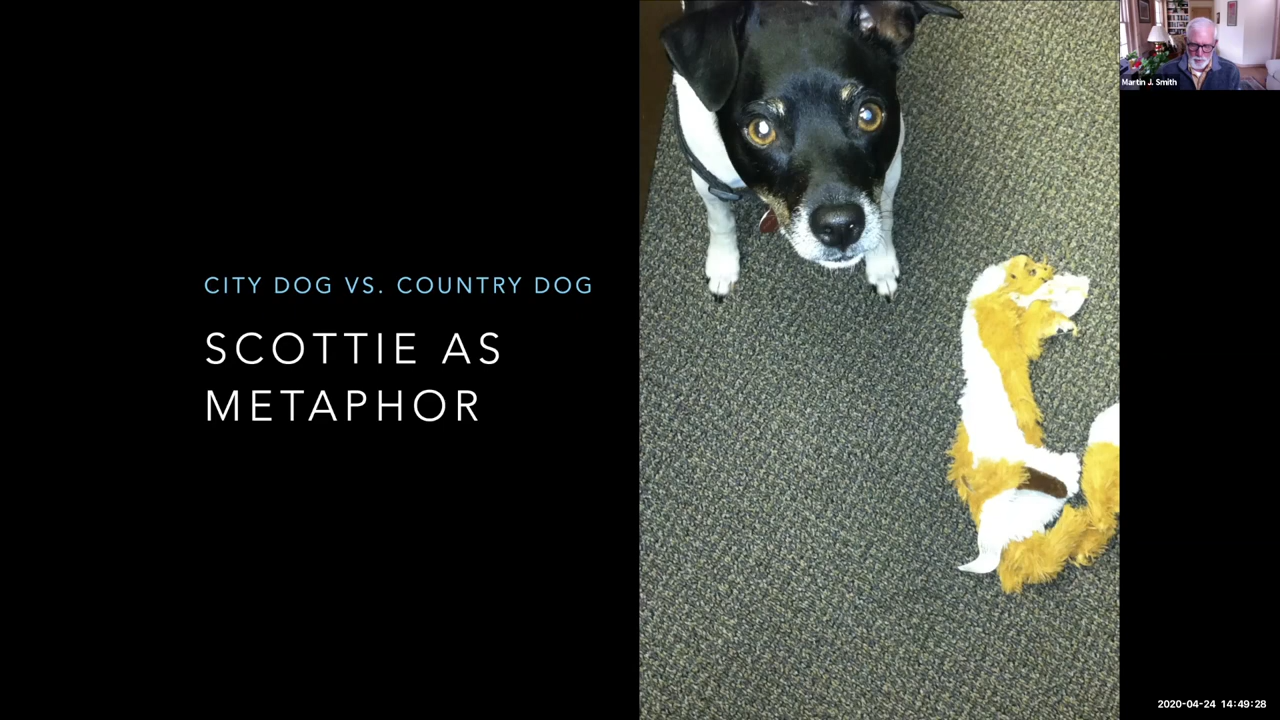 CITY DOG VS. COUNTRY DOG
SCOTTIE AS
METAPHOR
Martin J. Smith
2020-04-24 14:49:28